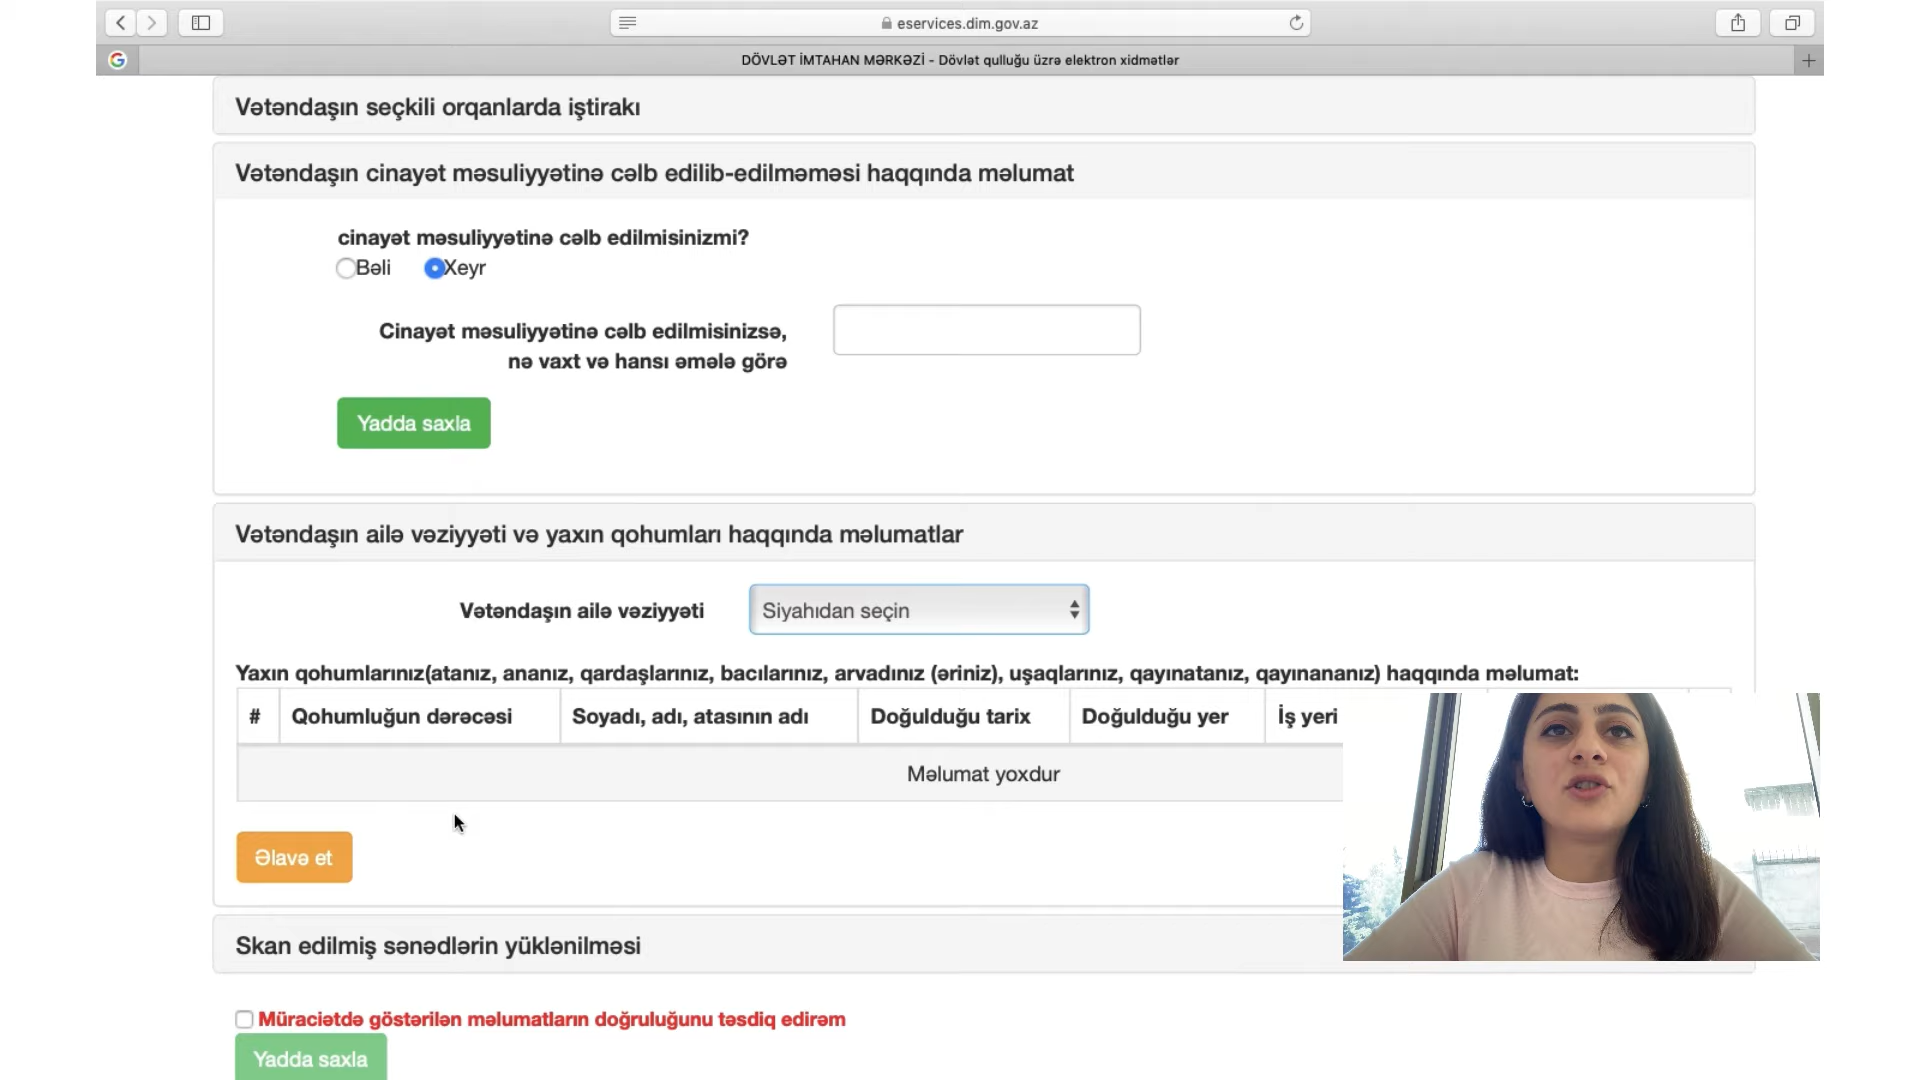 eservices.dim.gov.az
DÖVLƏT İMTAHAN MƏRKƏZİ - Dövlət qulluğu üzrə elektron xidmətlər
Vətəndaşın seçkili orqanlarda iştirakı
Vətəndaşın cinayət məsuliyyətinə cəlb edilib-edilməməsi haqqında məlumat
cinayət məsuliyyətinə cəlb edilmisinizmi?
Bəli Xeyr
Cinayət məsuliyyətinə cəlb edilmisinizsə,
nə vaxt və hansı əmələ görə
Yadda saxla
Vətəndaşın ailə vəziyyəti və yaxın qohumları haqqında məlumatlar
Vətəndaşın ailə vəziyyəti Siyahıdan seçin
Yaxın qohumlarınız(atanız, ananız, qardaşlarınız, bacılarınız, arvadınız (əriniz), uşaqlarınız, qayınatanız, qayınananız) haqqında məlumat:
# Qohumluğun dərəcəsi Soyadı, adı, atasının adı Doğulduğu tarix Doğulduğu yer İş yeri
Məlumat yoxdur
Əlavə et
Skan edilmiş sənədlərin yüklənilməsi
Müraciətdə göstərilən məlumatların doğruluğunu təsdiq edirəm
Yadda saxla